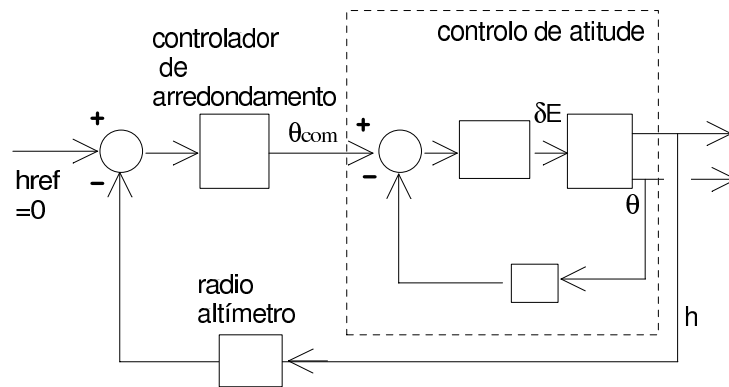 controlador
de
arredondamento
controlo de atitude
+
−
href
=0
θcom
+
−
δE
θ
h
radio
altímetro